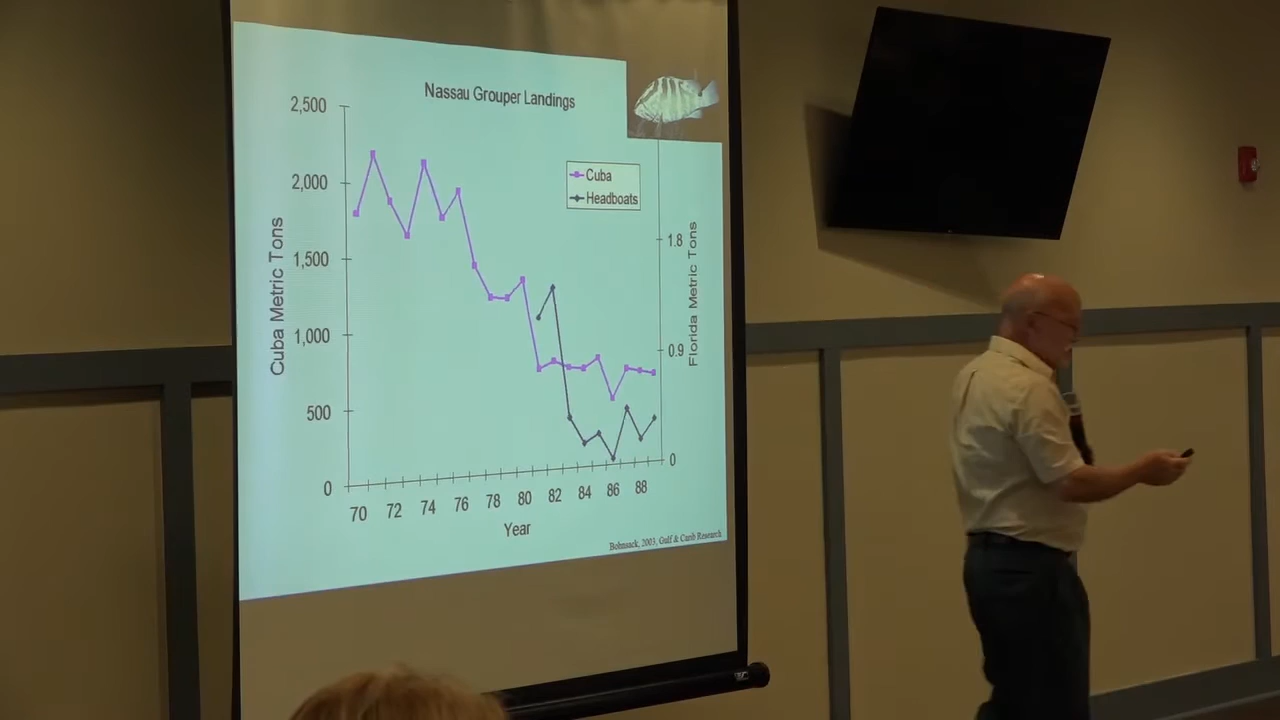 Nassau Grouper Landings
2,500
2,000
1,500
1,000
500
0
Cuba Metric Tons
Cuba
Headboats
1.8
0.9
0
Florida Metric Tons
70 72 74 76 78 80 82 84 86 88
Year
Bohnsack, 2003, Gulf & Carib Research